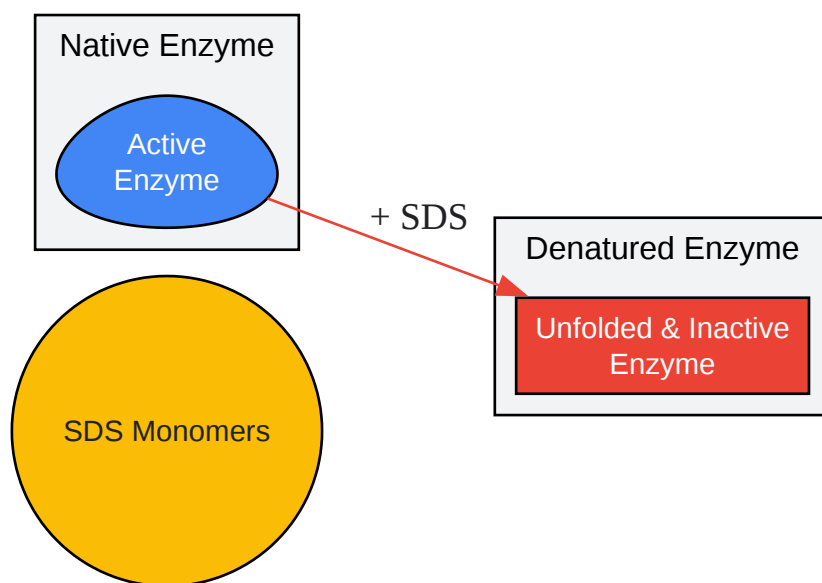 Native Enzyme
Active
Enzyme
+ SDS
Denatured Enzyme
Unfolded & Inactive
Enzyme
SDS Monomers